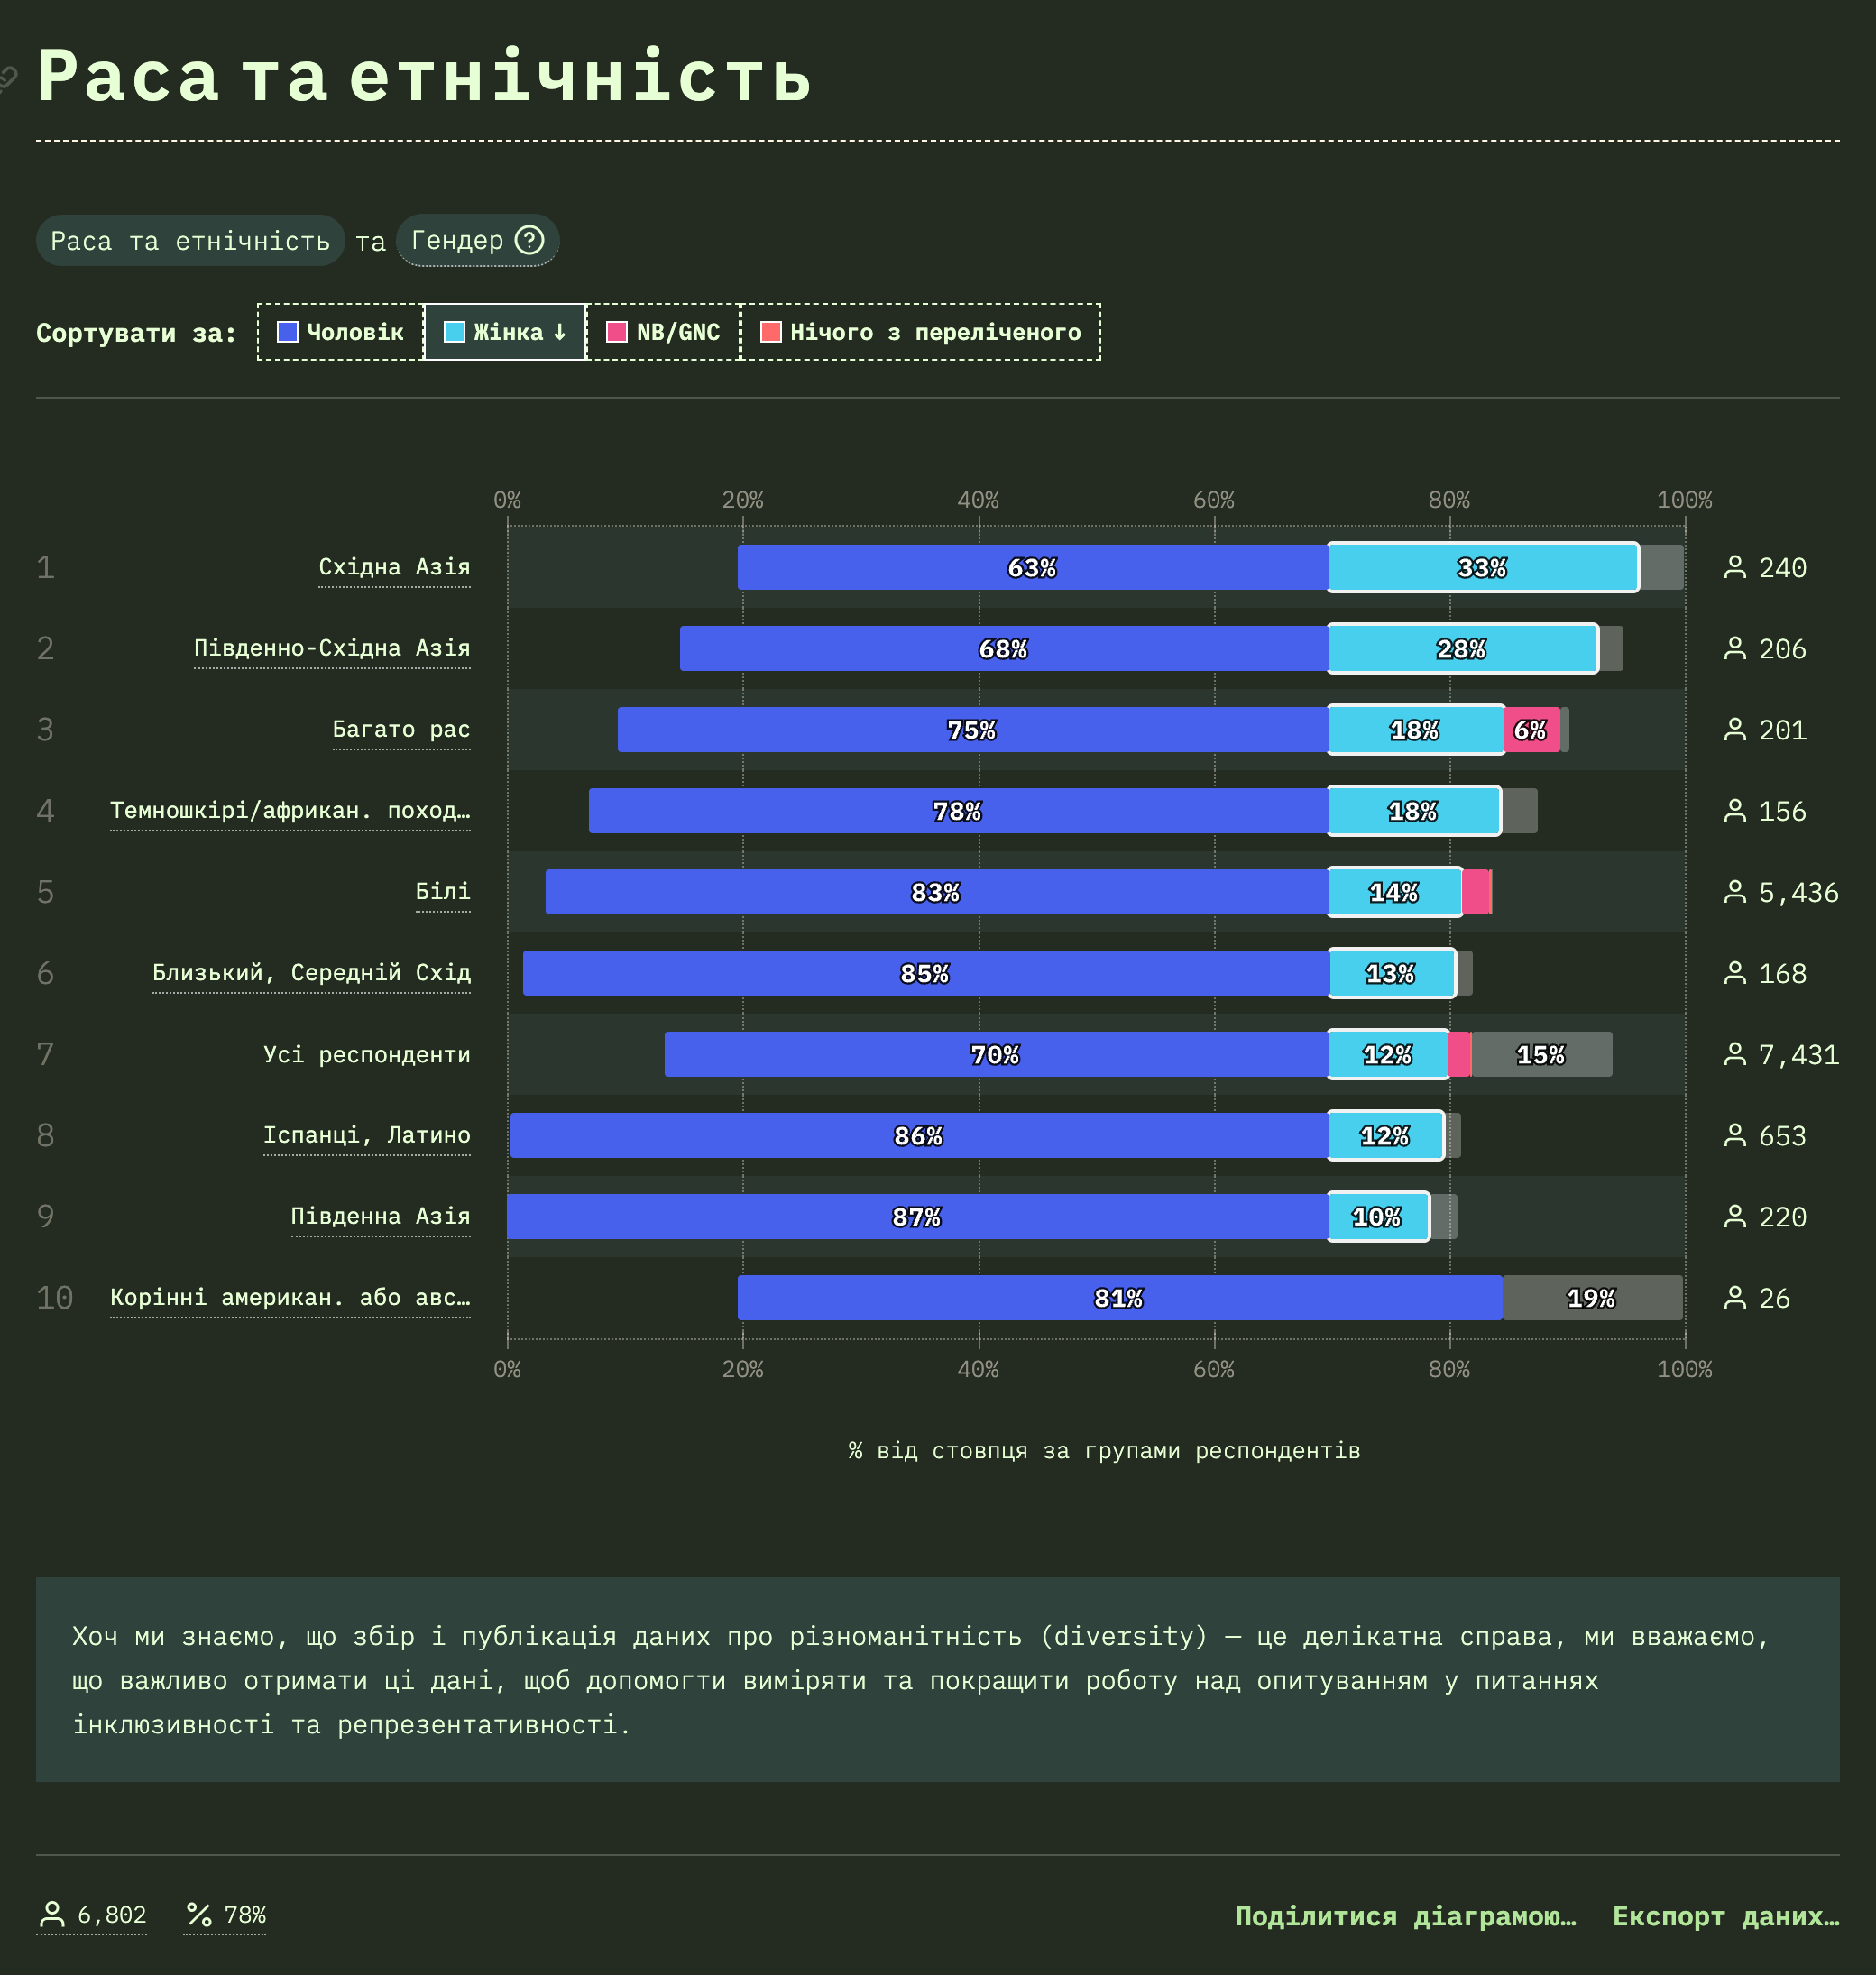 Раса та етнічність
Раса та етнічність та Гендер ?
Сортувати за: Чоловік Жінка ↓ NB/GNC Нічого з переліченого
0% 20% 40% 60% 80% 100%
1 Східна Азія 63% 33% 240
2 Південно-Східна Азія 68% 28% 206
3 Багато рас 75% 18% 6% 201
4 Темношкірі/африкан. поход… 78% 18% 156
5 Білі 83% 14% 5,436
6 Близький, Середній Схід 85% 13% 168
7 Усі респонденти 70% 12% 15% 7,431
8 Іспанці, Латино 86% 12% 653
9 Південна Азія 87% 10% 220
10 Корінні американ. або авс… 81% 19% 26
0% 20% 40% 60% 80% 100%
% від стовпця за групами респондентів
Хоч ми знаємо, що збір і публікація даних про різноманітність (diversity) — це делікатна справа, ми вважаємо,
що важливо отримати ці дані, щоб допомогти виміряти та покращити роботу над опитуванням у питаннях
інклюзивності та репрезентативності.
6,802 % 78% Поділитися діаграмою… Експорт даних…